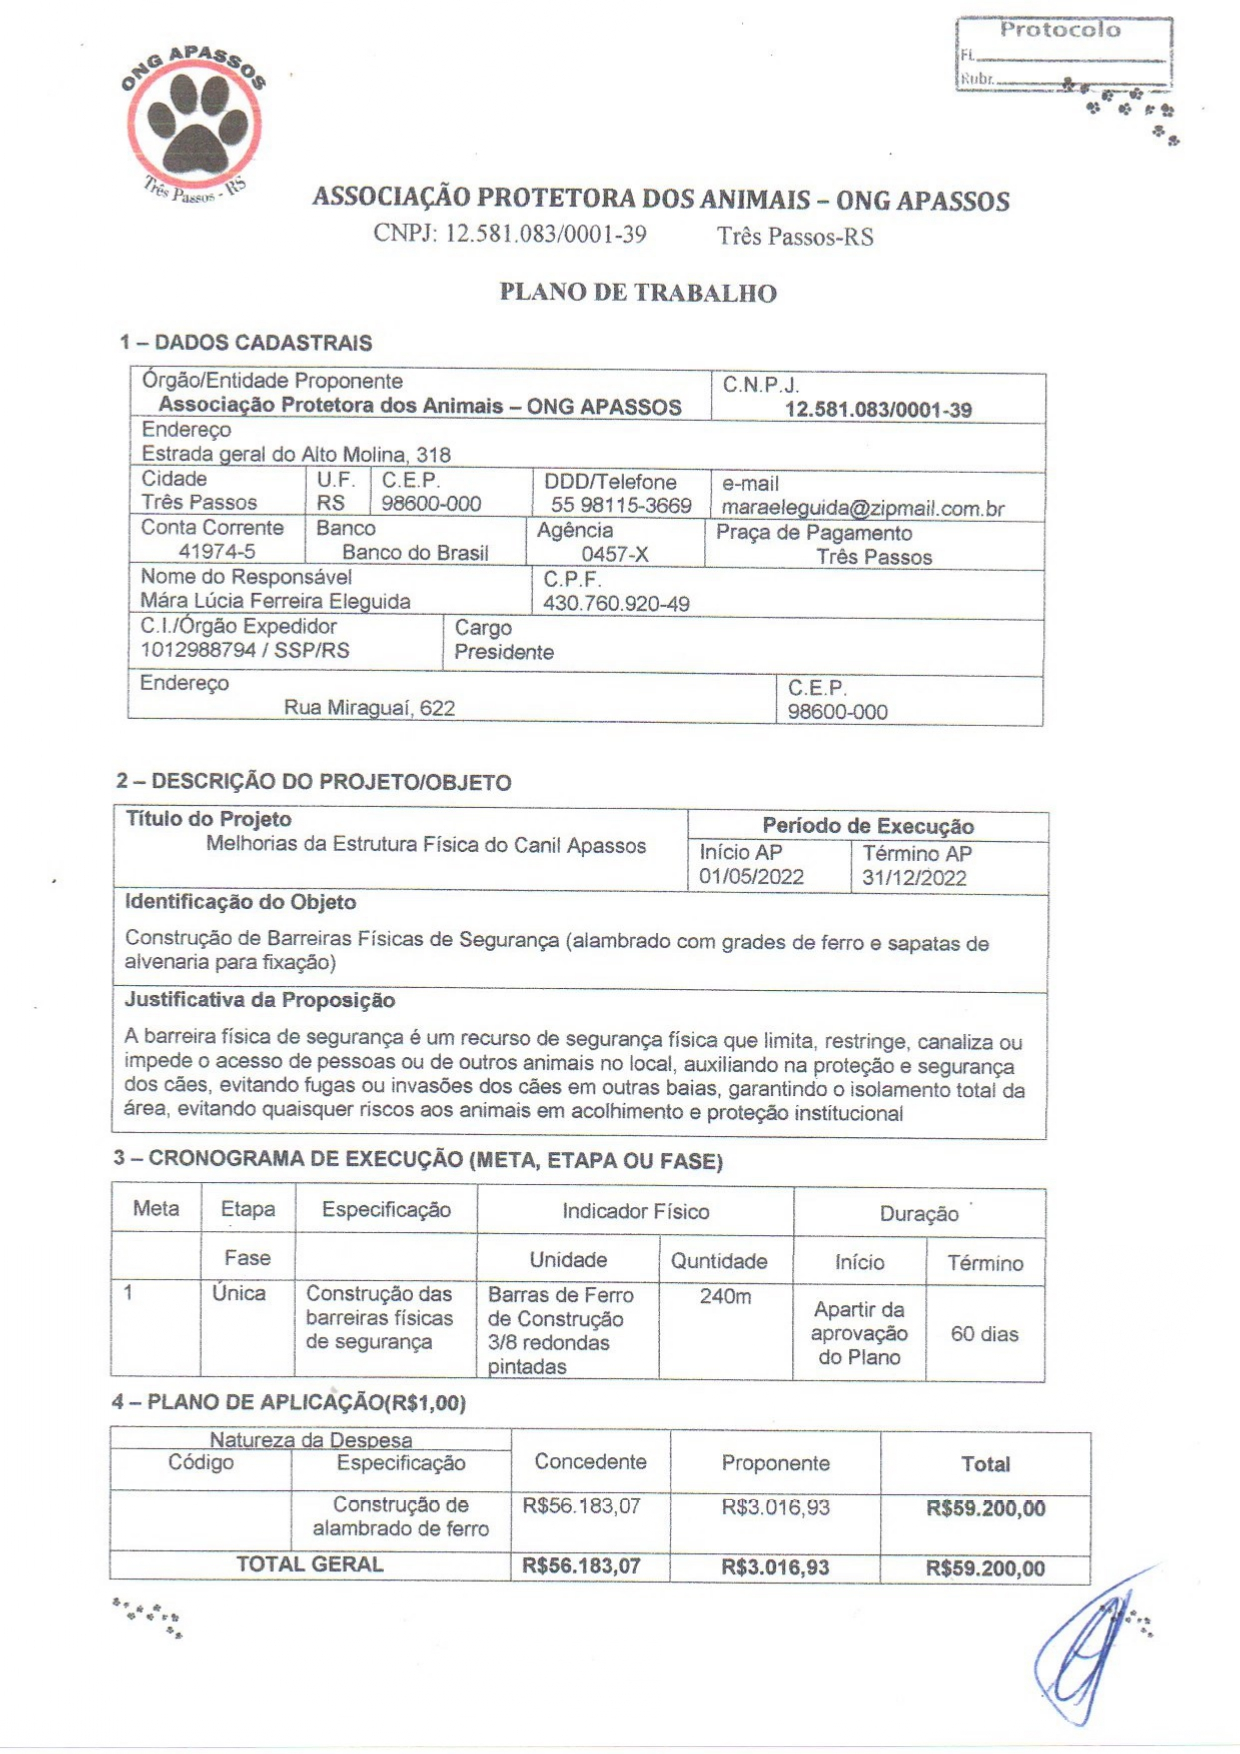 Protocolo
Fl.
Rubr.
ONG APASSOS
Três Passos - RS
ASSOCIAÇÃO PROTETORA DOS ANIMAIS – ONG APASSOS
CNPJ: 12.581.083/0001-39 Três Passos-RS
PLANO DE TRABALHO
1 – DADOS CADASTRAIS
Órgão/Entidade Proponente C.N.P.J.
Associação Protetora dos Animais – ONG APASSOS 12.581.083/0001-39
Endereço
Estrada geral do Alto Molina, 318
Cidade U.F. C.E.P. DDD/Telefone e-mail
Três Passos RS 98600-000 55 98115-3669 maraeleguida@zipmail.com.br
Conta Corrente Banco Agência Praça de Pagamento
41974-5 Banco do Brasil 0457-X Três Passos
Nome do Responsável C.P.F.
Mára Lúcia Ferreira Eleguida 430.760.920-49
C.I./Órgão Expedidor Cargo
1012988794 / SSP/RS Presidente
Endereço C.E.P.
Rua Miraguaí, 622 98600-000
2 – DESCRIÇÃO DO PROJETO/OBJETO
Título do Projeto Período de Execução
Melhorias da Estrutura Física do Canil Apassos
Início AP Término AP
01/05/2022 31/12/2022
Identificação do Objeto
Construção de Barreiras Físicas de Segurança (alambrado com grades de ferro e sapatas de
alvenaria para fixação)
Justificativa da Proposição
A barreira física de segurança é um recurso de segurança física que limita, restringe, canaliza ou
impede o acesso de pessoas ou de outros animais no local, auxiliando na proteção e segurança
dos cães, evitando fugas ou invasões dos cães em outras baias, garantindo o isolamento total da
área, evitando quaisquer riscos aos animais em acolhimento e proteção institucional
3 – CRONOGRAMA DE EXECUÇÃO (META, ETAPA OU FASE)
Meta Etapa Especificação Indicador Físico Duração
Fase Unidade Quntidade Início Término
1 Única Construção das Barras de Ferro 240m
barreiras físicas de Construção Apartir da
de segurança 3/8 redondas aprovação 60 dias
pintadas do Plano
4 – PLANO DE APLICAÇÃO(R$1,00)
Natureza da Despesa Concedente Proponente Total
Código Especificação
Construção de R$56.183,07 R$3.016,93 R$59.200,00
alambrado de ferro
TOTAL GERAL R$56.183,07 R$3.016,93 R$59.200,00